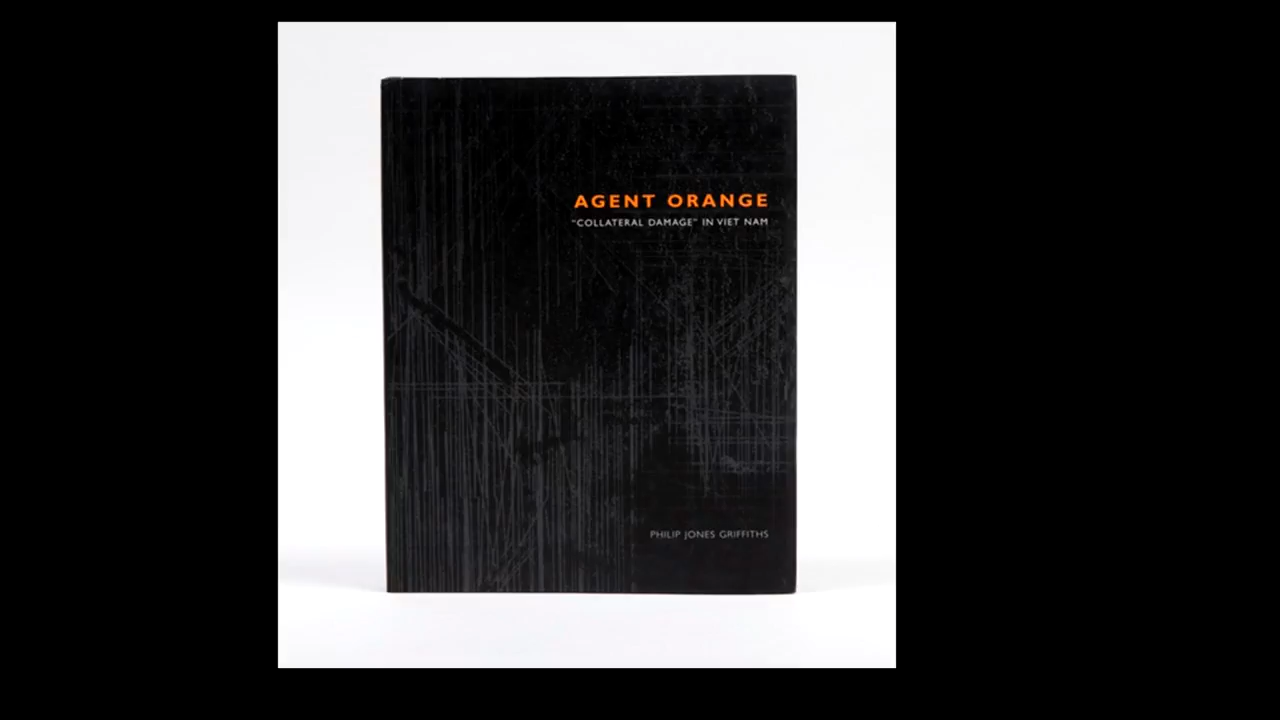 AGENT ORANGE
"COLLATERAL DAMAGE" IN VIET NAM
PHILIP JONES GRIFFITHS